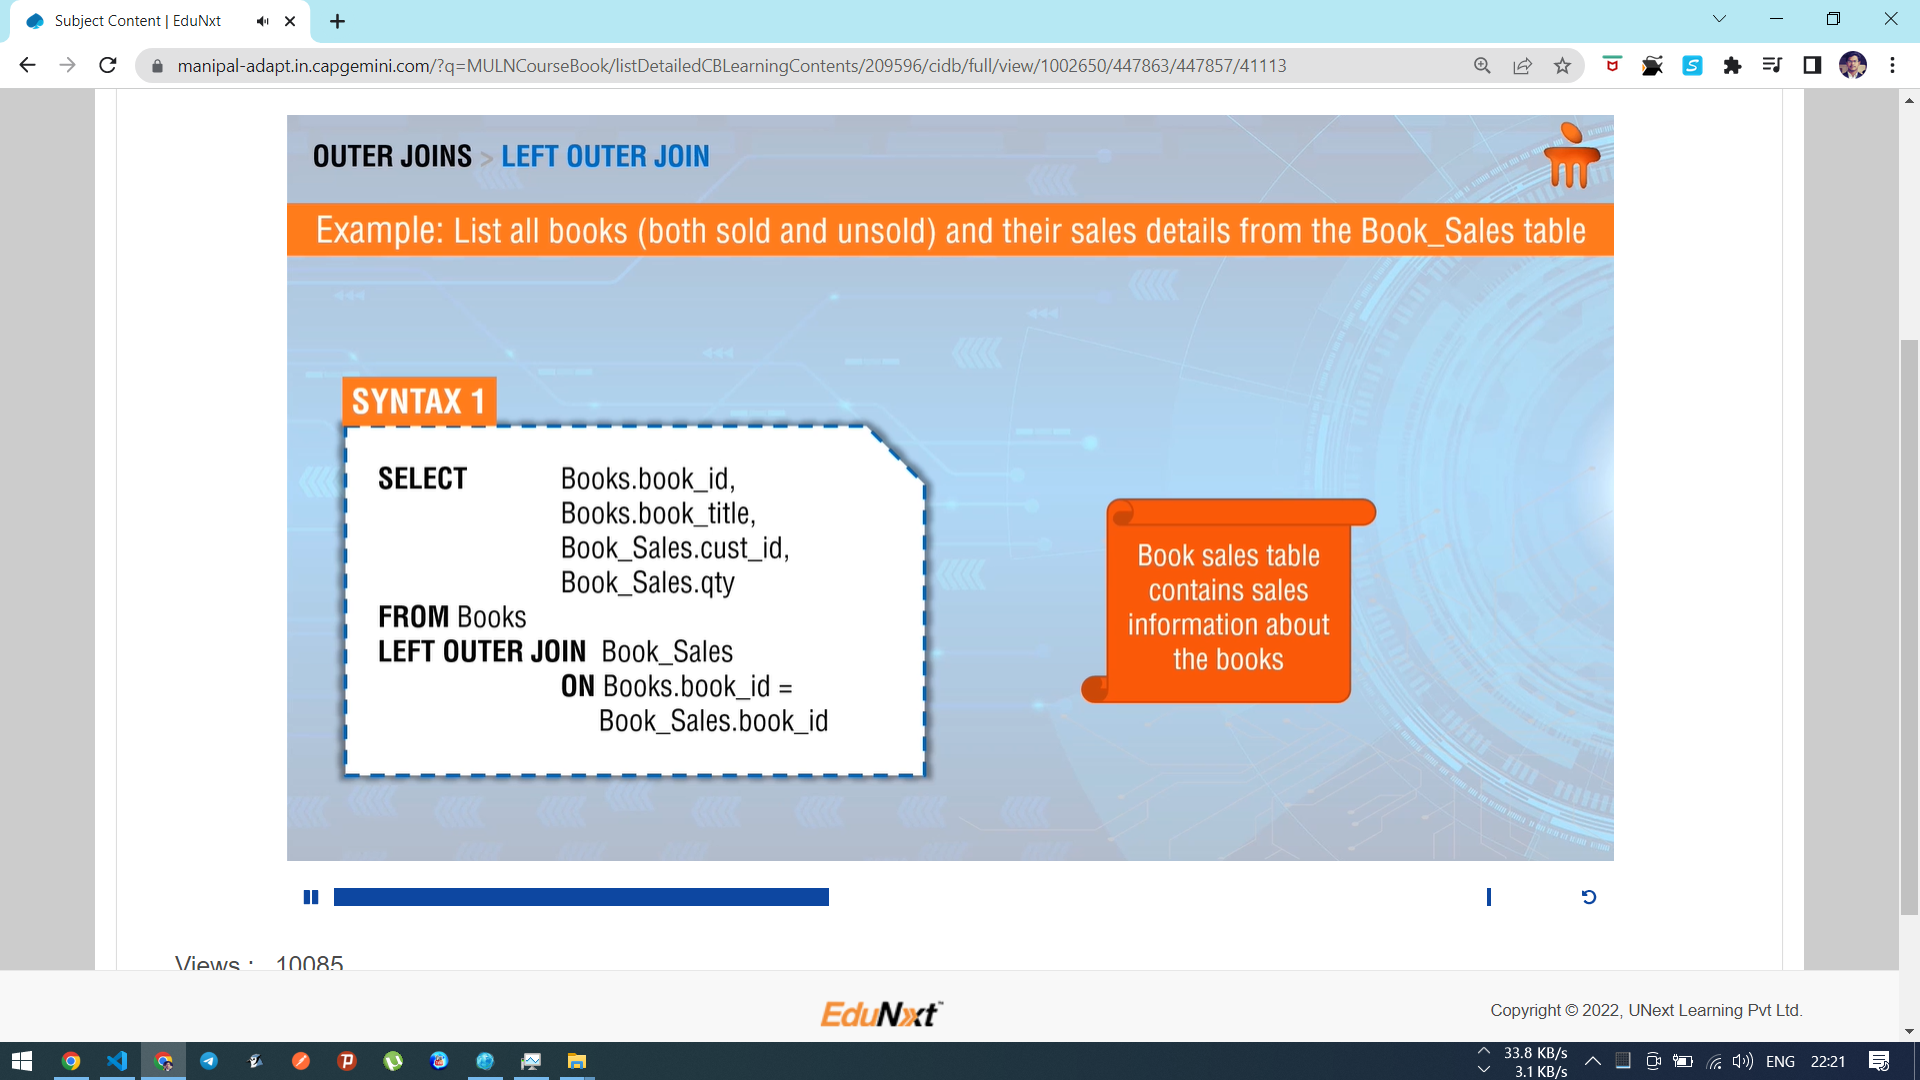 Subject Content | EduNxt
manipal-adapt.in.capgemini.com/?q=MULNCourseBook/listDetailedCBLearningContents/209596/cidb/full/view/1002650/447863/447857/41113
OUTER JOINS > LEFT OUTER JOIN
Example: List all books (both sold and unsold) and their sales details from the Book_Sales table
SYNTAX 1
SELECT Books.book_id,
Books.book_title,
Book_Sales.cust_id,
Book_Sales.qty
FROM Books
LEFT OUTER JOIN Book_Sales
ON Books.book_id =
Book_Sales.book_id
Book sales table
contains sales
information about
the books
Views : 10085
EduNxt
Copyright © 2022, UNext Learning Pvt Ltd.
33.8 KB/s
3.1 KB/s
ENG 22:21